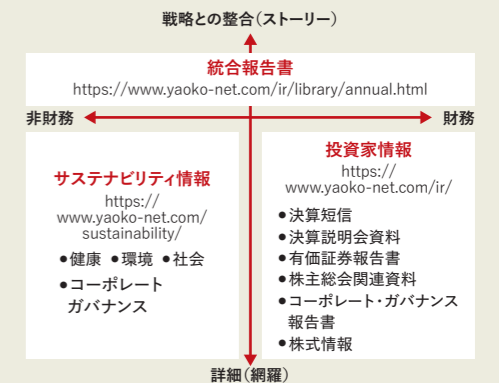 戦略との整合（ストーリー）
統合報告書
https://www.yaoko-net.com/ir/library/annual.html
非財務
財務
サステナビリティ情報
https://
www.yaoko-net.com/
sustainability/
●健康 ●環境 ●社会
●コーポレート
ガバナンス
投資家情報
https://
www.yaoko-net.com/ir/
●決算短信
●決算説明会資料
●有価証券報告書
●株主総会関連資料
●コーポレート・ガバナンス
報告書
●株式情報
詳細（網羅）